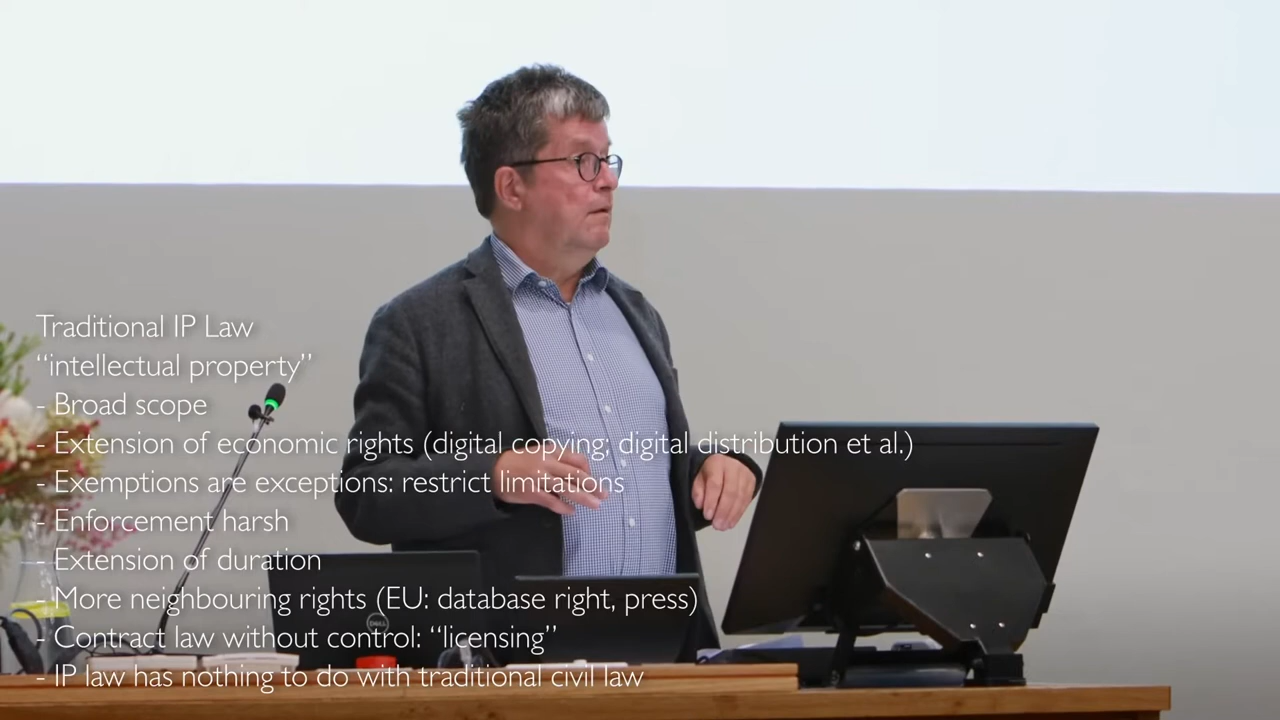 Traditional IP Law
“intellectual property”
- Broad scope
- Extension of economic rights (digital copying; digital distribution et al.)
- Exemptions are exceptions: restrict limitations
- Enforcement harsh
- Extension of duration
- More neighbouring rights (EU: database right, press)
- Contract law without control: “licensing”
- IP law has nothing to do with traditional civil law
DELL